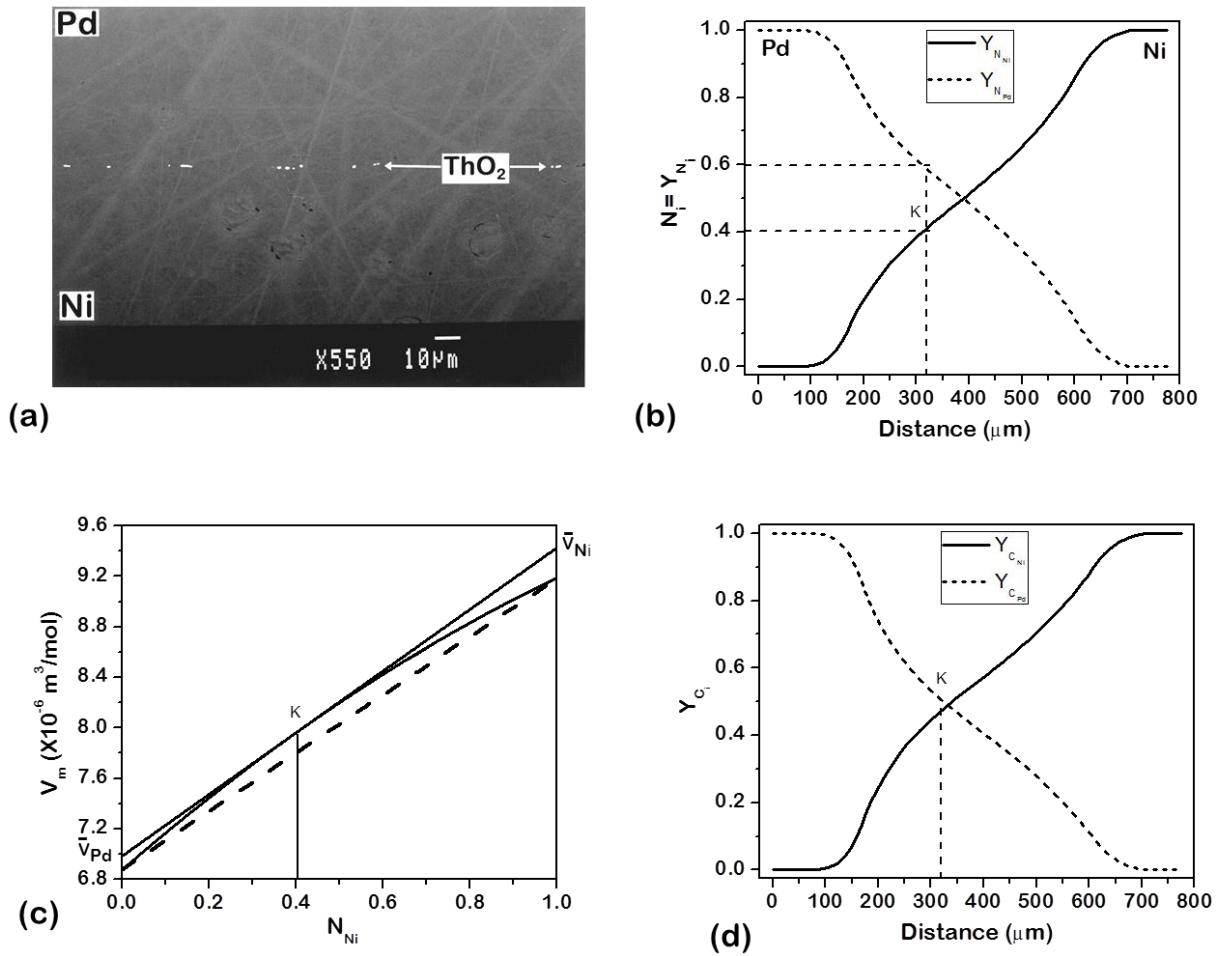 Pd
ThO2
Ni
X550 10μm
(a)
Pd
Ni
Y_N_Ni
Y_N_Pd
K
N_i = Y_N_i
1.0
0.8
0.6
0.4
0.2
0.0
0 100 200 300 400 500 600 700 800
Distance (μm)
(b)
V_m (X10^-6 m^3/mol)
9.6
9.2
8.8
8.4
8.0
7.6
7.2
6.8
V̄_Ni
K
V̄_Pd
0.0 0.2 0.4 0.6 0.8 1.0
N_Ni
(c)
Y_C_i
1.0
0.8
0.6
0.4
0.2
0.0
Y_C_Ni
Y_C_Pd
K
0 100 200 300 400 500 600 700 800
Distance (μm)
(d)